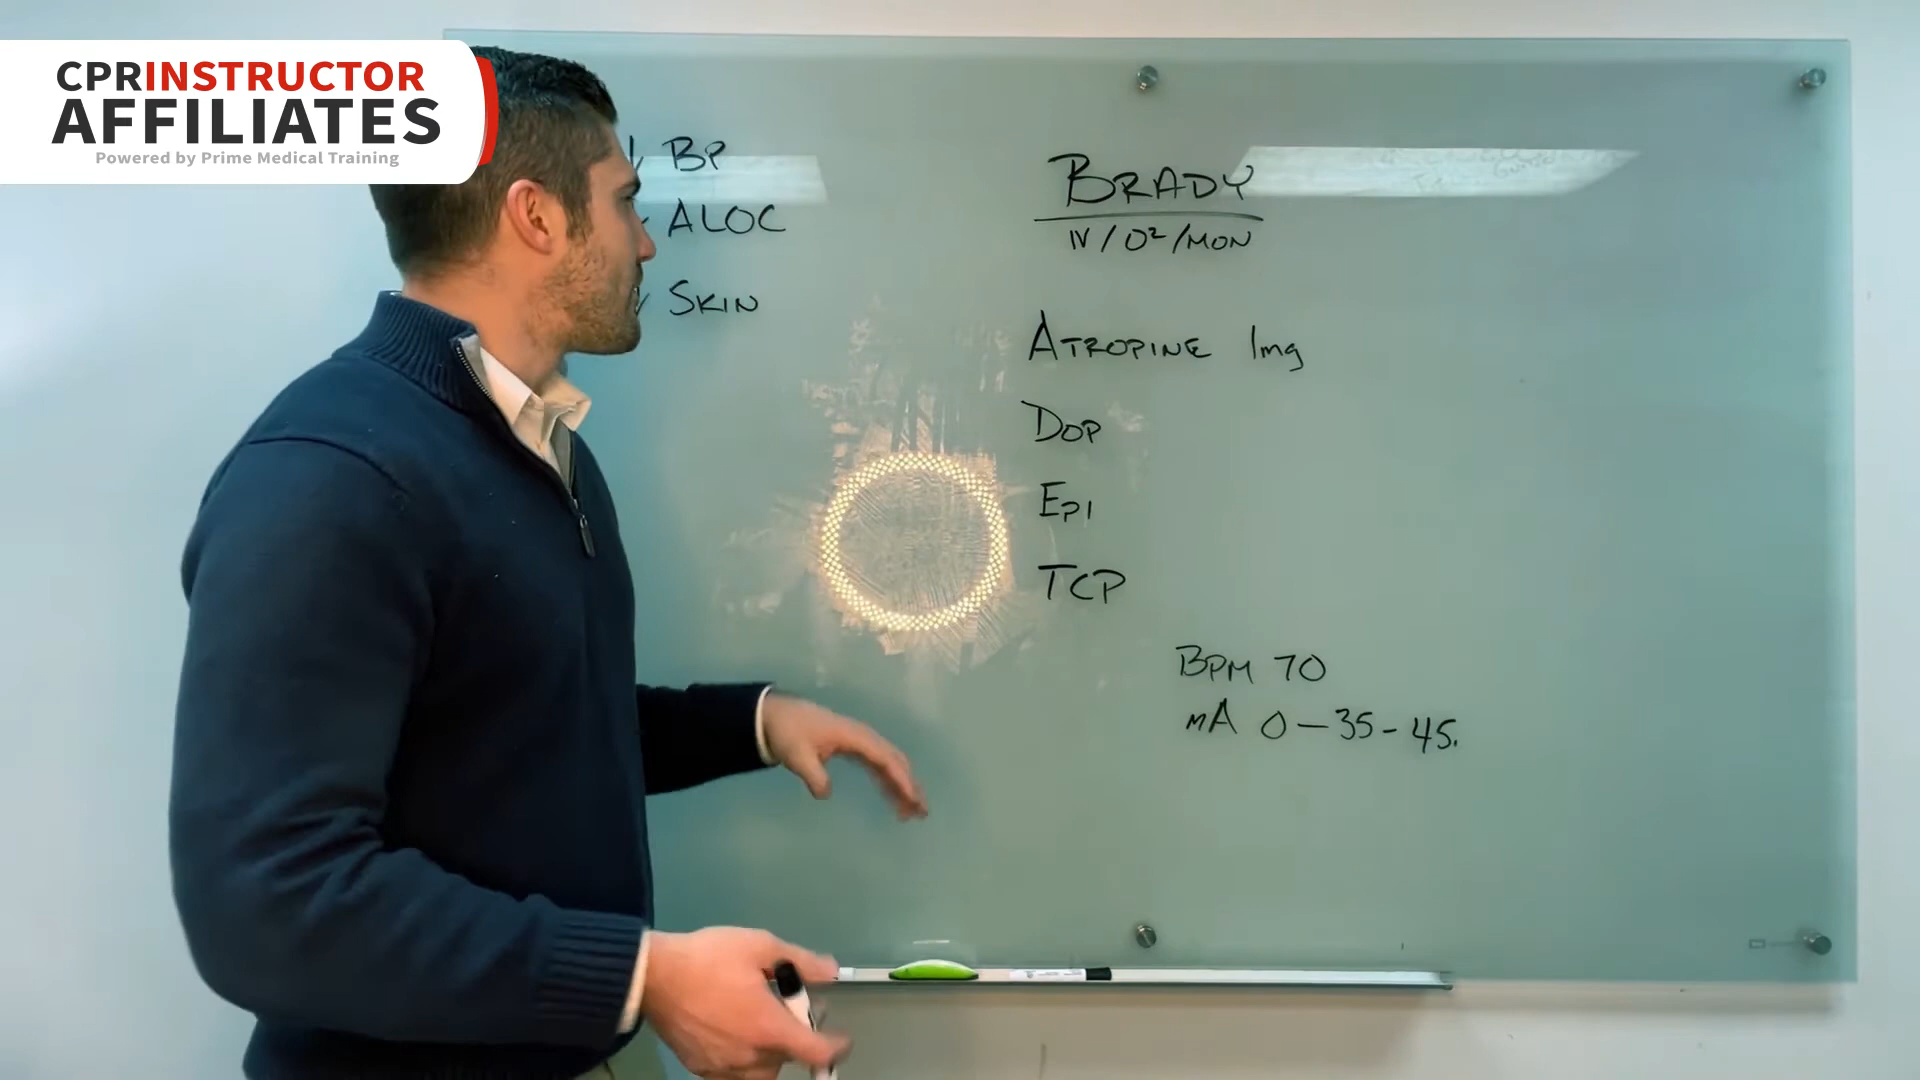 CPRINSTRUCTOR
AFFILIATES
Powered by Prime Medical Training
BP
ALOC
SKIN
BRADY
IV/O²/MON
ATROPINE 1mg
DOP
EPI
TCP
BPM 70
mA 0-35-45.